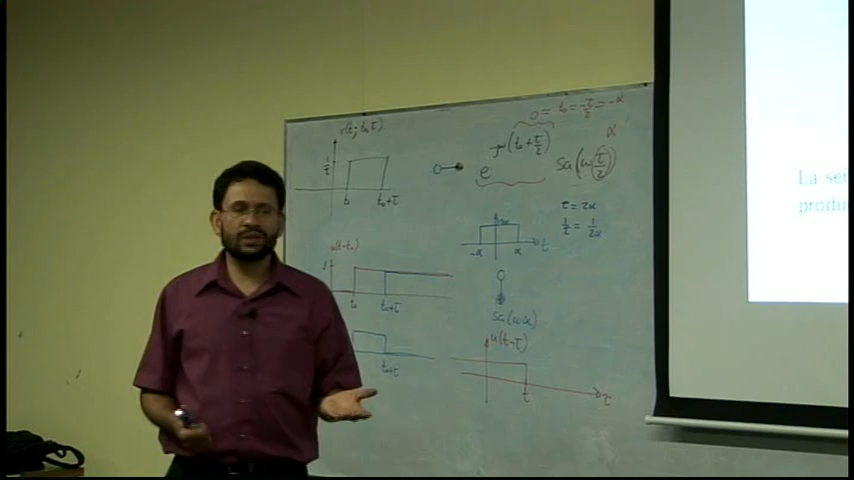 r(t; t₀, τ)
1/τ
t₀ t₀+τ
0 = t₀ = -τ/2 = -α
e^{-jω(t₀+τ/2)} Sa(ω τ/2)
α
τ = 2α
1/τ = 1/2α
-α α t
u(t-t₀)
1
t₀ t₀+τ
Sa(ωα)
t₀+τ
u(t-τ)
t τ
La se
produ